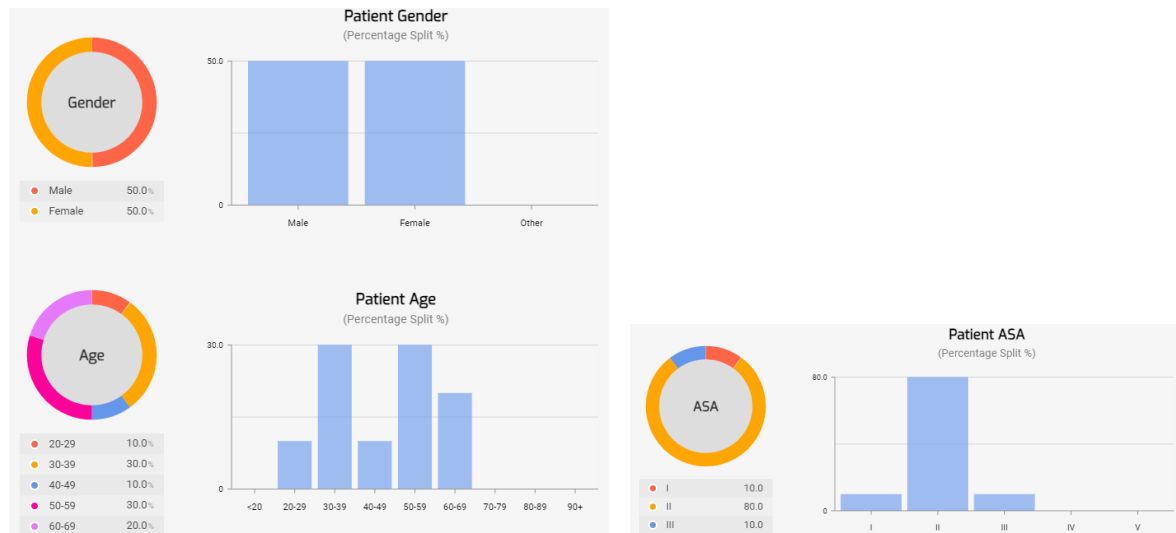 Patient Gender
(Percentage Split %)
Gender
Male 50.0%
Female 50.0%
50.0
0
Male Female Other
Patient Age
(Percentage Split %)
Age
20-29 10.0%
30-39 30.0%
40-49 10.0%
50-59 30.0%
60-69 20.0%
30.0
0
<20 20-29 30-39 40-49 50-59 60-69 70-79 80-89 90+
Patient ASA
(Percentage Split %)
ASA
I 10.0
II 80.0
III 10.0
80.0
0
I II III IV V